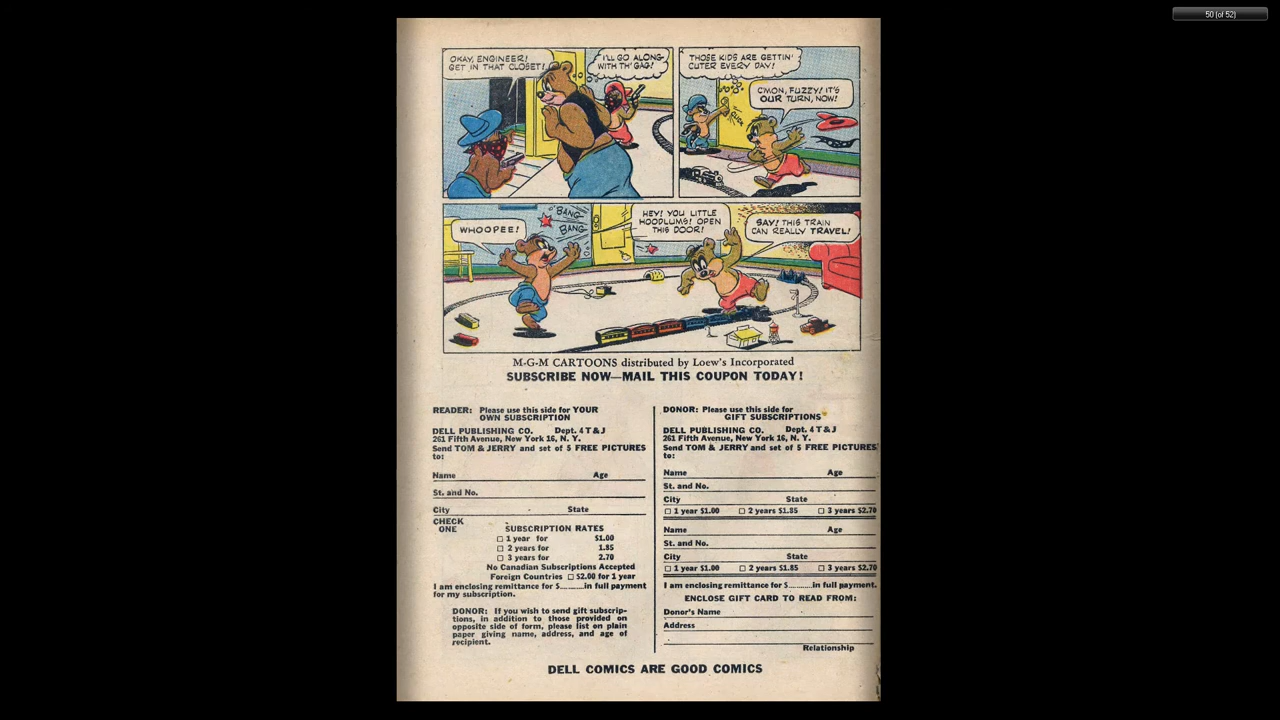 50 (of 52)
OKAY, ENGINEER!
GET IN THAT CLOSET!
I'LL GO ALONG
WITH TH' GAG!
THOSE KIDS ARE GETTIN'
CUTER EVERY DAY!
C'MON, FUZZY! IT'S
OUR TURN, NOW!
CLICK
WHOOPEE!
BANG
BANG
HEY! YOU LITTLE
HOODLUMS! OPEN
THIS DOOR!
SAY! THIS TRAIN
CAN REALLY TRAVEL!
M-G-M CARTOONS distributed by Loew's Incorporated
SUBSCRIBE NOW—MAIL THIS COUPON TODAY!
READER: Please use this side for YOUR
OWN SUBSCRIPTION
DELL PUBLISHING CO. Dept. 4 T & J
261 Fifth Avenue, New York 16, N. Y.
Send TOM & JERRY and set of 5 FREE PICTURES
to:
Name Age
St. and No.
City State
CHECK
ONE
SUBSCRIPTION RATES
1 year for $1.00
2 years for 1.85
3 years for 2.70
No Canadian Subscriptions Accepted
Foreign Countries $2.00 for 1 year
I am enclosing remittance for $..........in full payment
for my subscription.
DONOR: If you wish to send gift subscrip-
tions, in addition to those provided on
opposite side of form, please list on plain
paper giving name, address, and age of
recipient.
DONOR: Please use this side for
GIFT SUBSCRIPTIONS
DELL PUBLISHING CO. Dept. 4 T & J
261 Fifth Avenue, New York 16, N. Y.
Send TOM & JERRY and set of 5 FREE PICTURES
to:
Name Age
St. and No.
City State
1 year $1.00 2 years $1.85 3 years $2.70
Name Age
St. and No.
City State
1 year $1.00 2 years $1.85 3 years $2.70
I am enclosing remittance for $..........in full payment.
ENCLOSE GIFT CARD TO READ FROM:
Donor's Name
Address
Relationship
DELL COMICS ARE GOOD COMICS